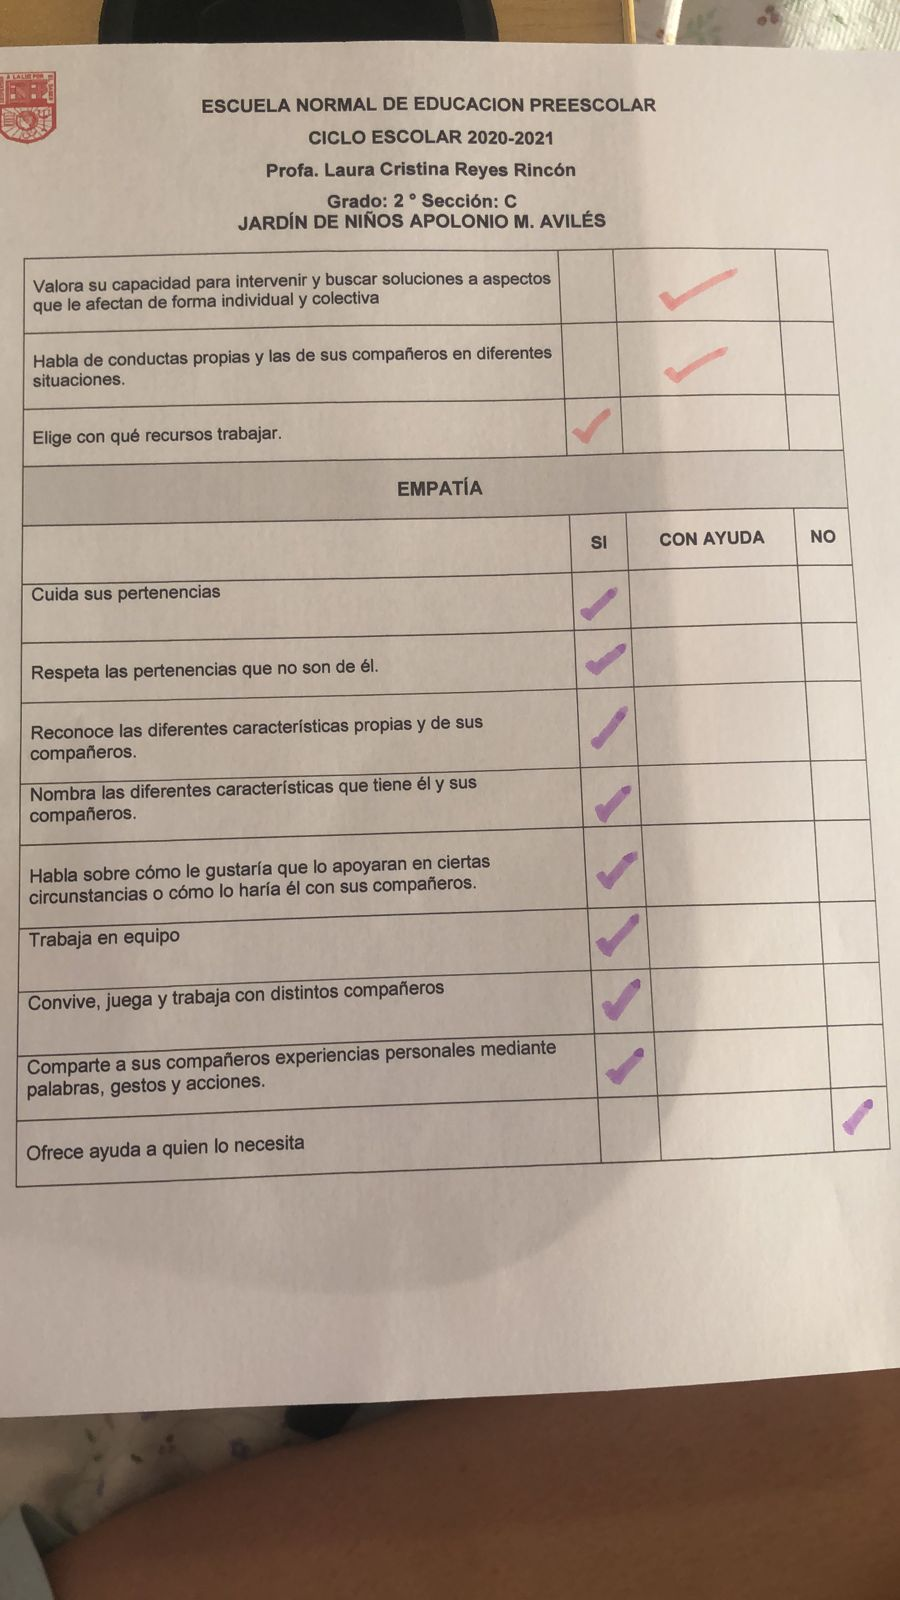 ESCUELA NORMAL DE EDUCACION PREESCOLAR
CICLO ESCOLAR 2020-2021
Profa. Laura Cristina Reyes Rincón
Grado: 2 ° Sección: C
JARDÍN DE NIÑOS APOLONIO M. AVILÉS
Valora su capacidad para intervenir y buscar soluciones a aspectos
que le afectan de forma individual y colectiva
Habla de conductas propias y las de sus compañeros en diferentes
situaciones.
Elige con qué recursos trabajar.
EMPATÍA
SI CON AYUDA NO
Cuida sus pertenencias
Respeta las pertenencias que no son de él.
Reconoce las diferentes características propias y de sus
compañeros.
Nombra las diferentes características que tiene él y sus
compañeros.
Habla sobre cómo le gustaría que lo apoyaran en ciertas
circunstancias o cómo lo haría él con sus compañeros.
Trabaja en equipo
Convive, juega y trabaja con distintos compañeros
Comparte a sus compañeros experiencias personales mediante
palabras, gestos y acciones.
Ofrece ayuda a quien lo necesita